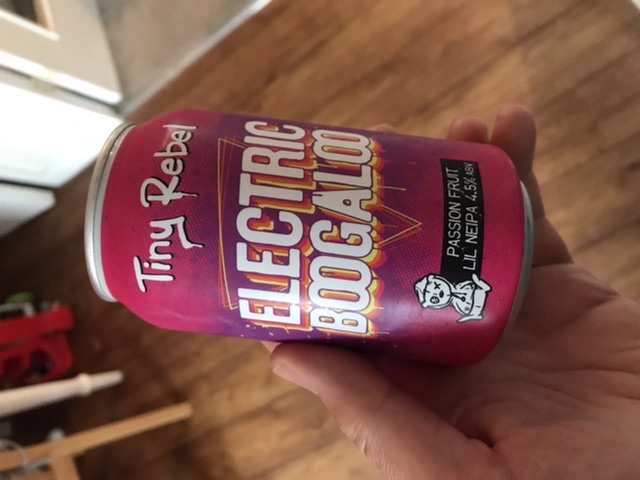 Tiny Rebel
ELECTRIC
BOOGALOO
PASSION FRUIT
LIL' NEIPA 4.5% ABV